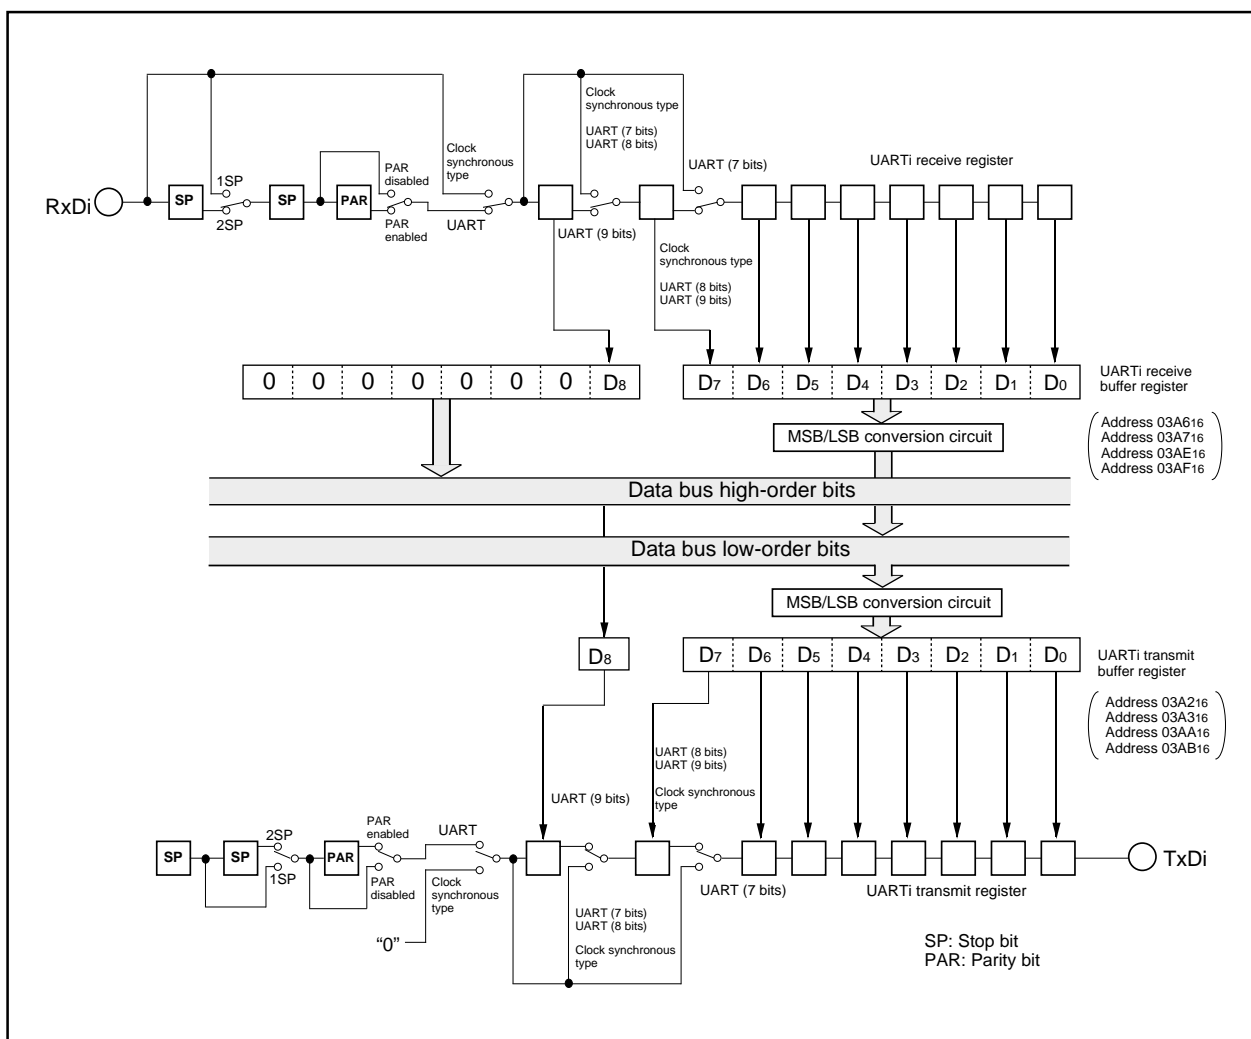 Clock
synchronous type
UART (7 bits)
UART (8 bits)
Clock
synchronous
type
UART (7 bits)
UARTi receive register
PAR
disabled
1SP
RxDi
SP
SP
PAR
2SP
PAR
enabled
UART
UART (9 bits)
Clock
synchronous type
UART (8 bits)
UART (9 bits)
0 0 0 0 0 0 0 D8
D7 D6 D5 D4 D3 D2 D1 D0
UARTi receive
buffer register
MSB/LSB conversion circuit
Address 03A616
Address 03A716
Address 03AE16
Address 03AF16
Data bus high-order bits
Data bus low-order bits
MSB/LSB conversion circuit
D8
D7 D6 D5 D4 D3 D2 D1 D0
UARTi transmit
buffer register
Address 03A216
Address 03A316
Address 03AA16
Address 03AB16
UART (8 bits)
UART (9 bits)
Clock synchronous
type
UART (9 bits)
PAR
enabled
2SP
UART
SP
SP
PAR
TxDi
1SP
PAR
disabled
Clock
synchronous
type
UART (7 bits)
UARTi transmit register
UART (7 bits)
UART (8 bits)
Clock synchronous
type
“0”
SP: Stop bit
PAR: Parity bit